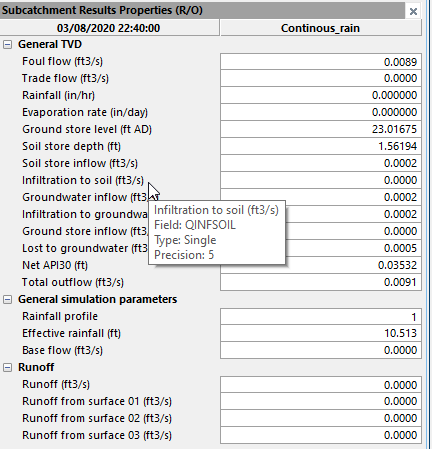 Subcatchment Results Properties (R/O)
03/08/2020 22:40:00 Continous_rain
General TVD
Foul flow (ft3/s) 0.0089
Trade flow (ft3/s) 0.0000
Rainfall (in/hr) 0.000000
Evaporation rate (in/day) 0.000000
Ground store level (ft AD) 23.01675
Soil store depth (ft) 1.56194
Soil store inflow (ft3/s) 0.0002
Infiltration to soil (ft3/s) 0.0000
Groundwater inflow (ft3/s) 0.0002
Infiltration to groundwa 0.0002
Ground store inflow (ft3/s) 0.0000
Lost to groundwater (ft3/s) 0.0005
Net API30 (ft) 0.03532
Total outflow (ft3/s) 0.0091
Infiltration to soil (ft3/s)
Field: QINFSOIL
Type: Single
Precision: 5
General simulation parameters
Rainfall profile 1
Effective rainfall (ft) 10.513
Base flow (ft3/s) 0.0000
Runoff
Runoff (ft3/s) 0.0000
Runoff from surface 01 (ft3/s) 0.0000
Runoff from surface 02 (ft3/s) 0.0000
Runoff from surface 03 (ft3/s) 0.0000